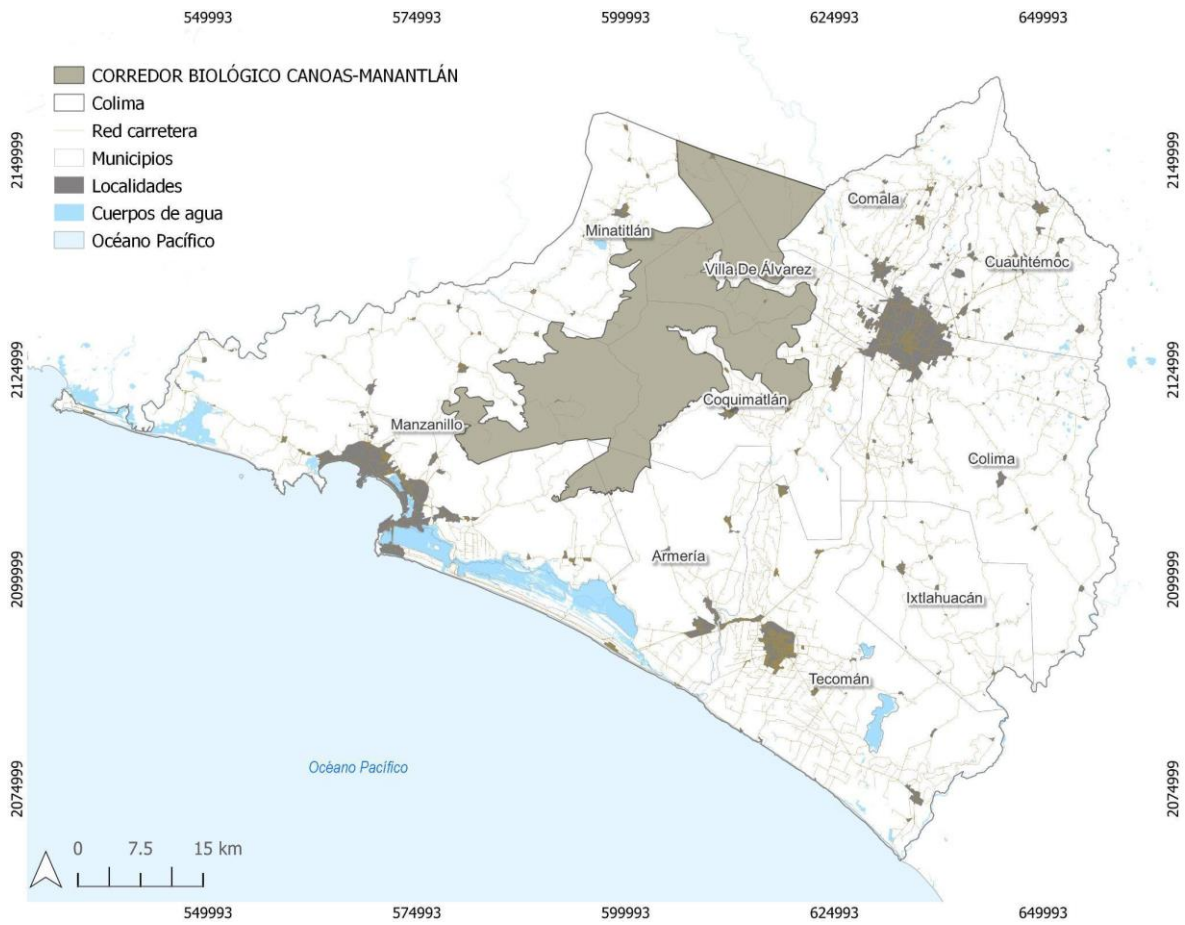 549993 574993 599993 624993 649993
CORREDOR BIOLÓGICO CANOAS-MANANTLÁN
Colima
Red carretera
Municipios
Localidades
Cuerpos de agua
Océano Pacífico
2149999 2149999
Comala
Minatitlán
Cuauhtémoc
Villa De Álvarez
2124999 2124999
Coquimatlán
Manzanillo
Colima
Armería
2099999 2099999
Ixtlahuacán
Tecomán
Océano Pacífico
2074999 2074999
0 7.5 15 km
549993 574993 599993 624993 649993